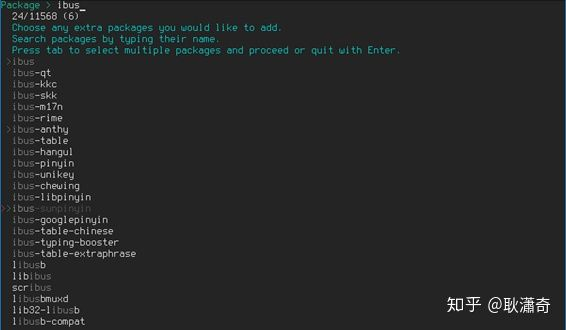 Package > ibus_
24/11568 (6)
Choose any extra packages you would like to add.
Search packages by typing their name.
Press tab to select multiple packages and proceed or quit with Enter.
>ibus
ibus-qt
ibus-kkc
ibus-skk
ibus-m17n
ibus-rime
>ibus-anthy
ibus-table
ibus-hangul
ibus-pinyin
ibus-unikey
ibus-chewing
ibus-libpinyin
>>ibus-sunpinyin
ibus-googlepinyin
ibus-table-chinese
ibus-typing-booster
ibus-table-extraphrase
libusb
libibus
scribus
libusbmuxd
lib32-libusb
libusb-compat
知乎 @耿潇奇